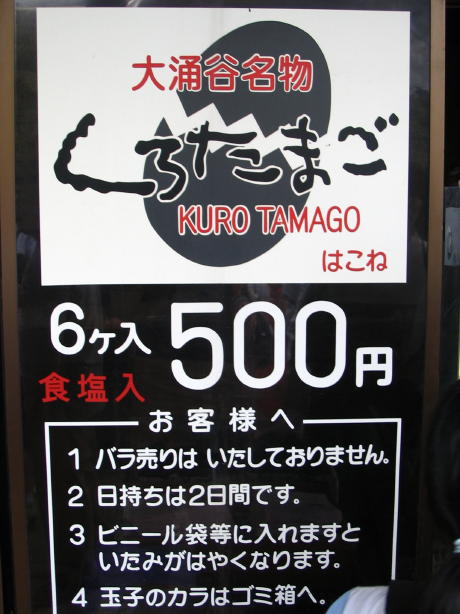 大涌谷名物
くろたまご
KURO TAMAGO
はこね
6ヶ入 500円
食塩入
お客様へ
1 バラ売りは いたしておりません。
2 日持ちは2日間です。
3 ビニール袋等に入れますと
いたみがはやくなります。
4 玉子のカラはゴミ箱へ。